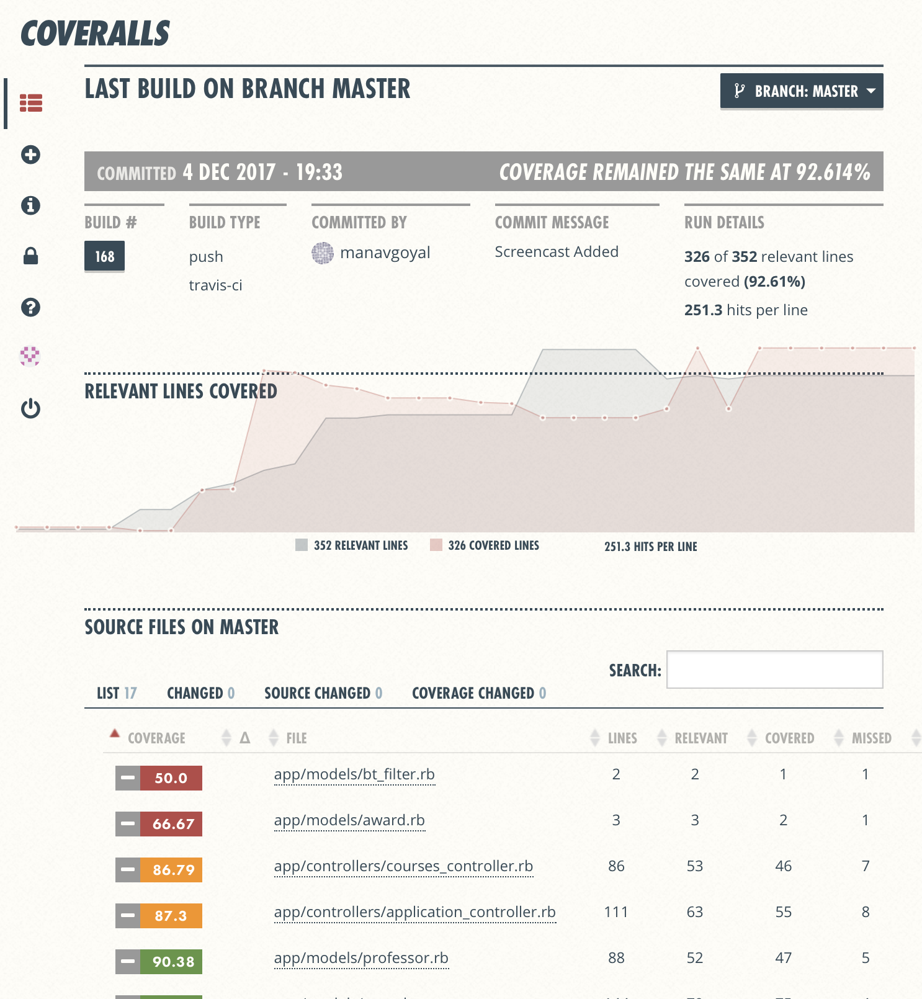 COVERALLS
LAST BUILD ON BRANCH MASTER
BRANCH: MASTER
COMMITTED 4 DEC 2017 - 19:33
COVERAGE REMAINED THE SAME AT 92.614%
BUILD #
168
BUILD TYPE
push
travis-ci
COMMITTED BY
manavgoyal
COMMIT MESSAGE
Screencast Added
RUN DETAILS
326 of 352 relevant lines
covered (92.61%)
251.3 hits per line
RELEVANT LINES COVERED
352 RELEVANT LINES 326 COVERED LINES 251.3 HITS PER LINE
SOURCE FILES ON MASTER
SEARCH:
LIST 17 CHANGED 0 SOURCE CHANGED 0 COVERAGE CHANGED 0
COVERAGE Δ FILE LINES RELEVANT COVERED MISSED
50.0 app/models/bt_filter.rb 2 2 1 1
66.67 app/models/award.rb 3 3 2 1
86.79 app/controllers/courses_controller.rb 86 53 46 7
87.3 app/controllers/application_controller.rb 111 63 55 8
90.38 app/models/professor.rb 88 52 47 5